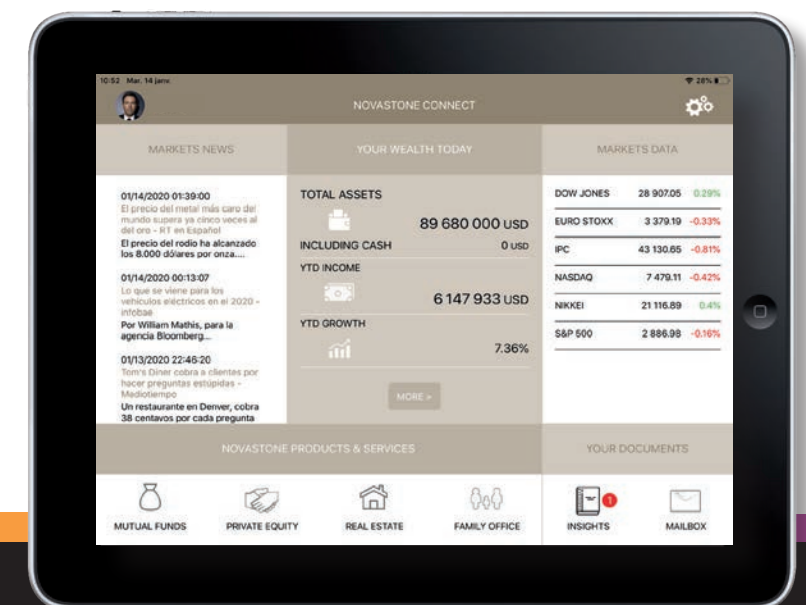 10:52 Mar. 14 janv.
28%
NOVASTONE CONNECT
MARKETS NEWS
YOUR WEALTH TODAY
MARKETS DATA
01/14/2020 01:39:00
El precio del metal más caro del
mundo supera ya cinco veces al
del oro - RT en Español
El precio del rodio ha alcanzado
los 8.000 dólares por onza....
01/14/2020 00:13:07
Lo que se viene para los
vehículos eléctricos en el 2020 -
infobae
Por William Mathis, para la
agencia Bloomberg...
01/13/2020 22:46:20
Tom's Diner cobra a clientes por
hacer preguntas estúpidas -
Mediotiempo
Un restaurante en Denver, cobra
38 centavos por cada pregunta
TOTAL ASSETS
89 680 000 USD
INCLUDING CASH 0 USD
YTD INCOME
6 147 933 USD
YTD GROWTH
7.36%
MORE >
DOW JONES 28 907.05 0.29%
EURO STOXX 3 379.19 -0.33%
IPC 43 130.65 -0.81%
NASDAQ 7 479.11 -0.42%
NIKKEI 21 116.89 0.4%
S&P 500 2 886.98 -0.16%
NOVASTONE PRODUCTS & SERVICES
YOUR DOCUMENTS
1
MUTUAL FUNDS
PRIVATE EQUITY
REAL ESTATE
FAMILY OFFICE
INSIGHTS
MAILBOX